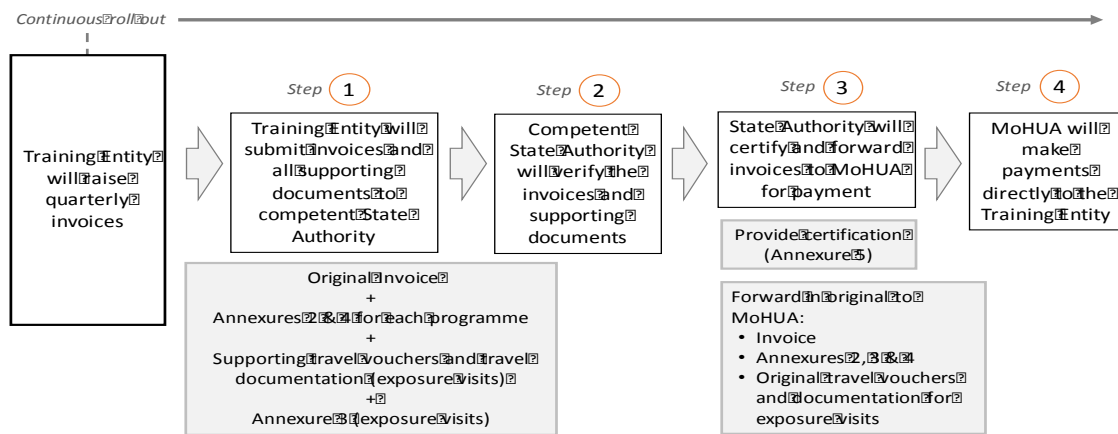 Continuous roll out
Step 1
Step 2
Step 3
Step 4
Training Entity
will raise
quarterly
invoices
Training Entity will
submit invoices and
all supporting
documents to
competent State
Authority
Competent
State Authority
will verify the
invoices and
supporting
documents
State Authority will
certify and forward
invoices to MoHUA
for payment
MoHUA will
make
payments
directly to the
Training Entity
Original Invoice
+
Annexures 2 & 4 for each programme
+
Supporting travel vouchers and travel
documentation (exposure visits)
+
Annexure 3 (exposure visits)
Provide certification
(Annexure 5)
Forward in original to
MoHUA:
• Invoice
• Annexures 2, 3 & 4
• Original travel vouchers
and documentation for
exposure visits